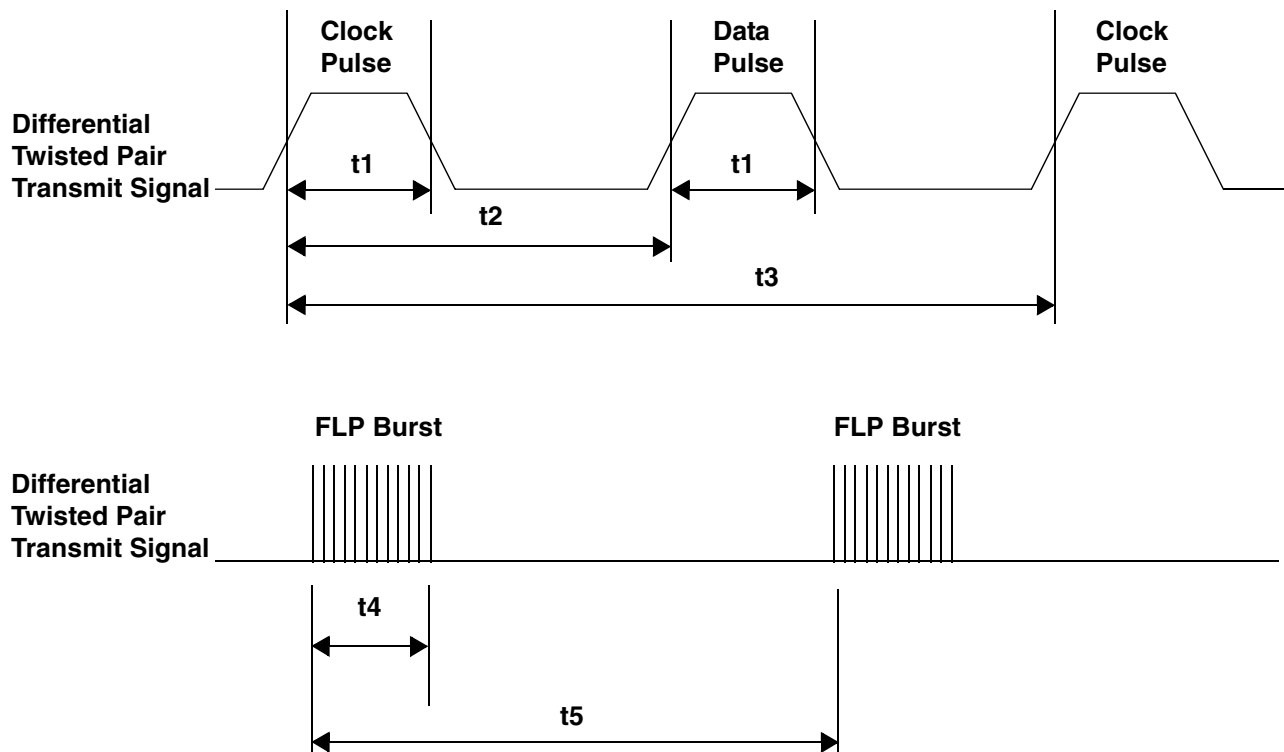 Clock
Pulse
Data
Pulse
Clock
Pulse
Differential
Twisted Pair
Transmit Signal
t1
t1
t2
t3
FLP Burst
FLP Burst
Differential
Twisted Pair
Transmit Signal
t4
t5